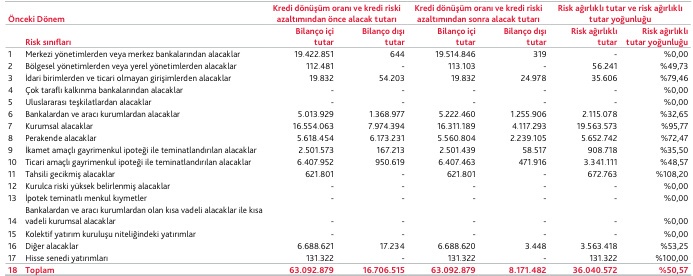 Önceki Dönem
Kredi dönüşüm oranı ve kredi riski azaltımından önce alacak tutarı
Kredi dönüşüm oranı ve kredi riski azaltımından sonra alacak tutarı
Risk ağırlıklı tutar ve risk ağırlıklı tutar yoğunluğu
Risk sınıfları Bilanço içi tutar Bilanço dışı tutar Bilanço içi tutar Bilanço dışı tutar Risk ağırlıklı tutar Risk ağırlıklı tutar yoğunluğu
1 Merkezi yönetimlerden veya merkez bankalarından alacaklar 19.422.851 644 19.514.846 319 - %0,00
2 Bölgesel yönetimlerden veya yerel yönetimlerden alacaklar 112.481 - 113.103 - 56.241 %49,73
3 İdari birimlerden ve ticari olmayan girişimlerden alacaklar 19.832 54.203 19.832 24.978 35.606 %79,46
4 Çok taraflı kalkınma bankalarından alacaklar - - - - - %0,00
5 Uluslararası teşkilatlardan alacaklar - - - - - %0,00
6 Bankalardan ve aracı kurumlardan alacaklar 5.013.929 1.368.977 5.222.460 1.255.906 2.115.078 %32,65
7 Kurumsal alacaklar 16.554.063 7.974.394 16.311.189 4.117.293 19.563.573 %95,77
8 Perakende alacaklar 5.618.454 6.173.231 5.560.804 2.239.105 5.652.742 %72,47
9 İkamet amaçlı gayrimenkul ipoteği ile teminatlandırılan alacaklar 2.501.573 167.213 2.501.439 58.517 908.718 %35,50
10 Ticari amaçlı gayrimenkul ipoteği ile teminatlandırılan alacaklar 6.407.952 950.619 6.407.463 471.916 3.341.111 %48,57
11 Tahsili gecikmiş alacaklar 621.801 - 621.801 - 672.763 %108,20
12 Kurulca riski yüksek belirlenmiş alacaklar - - - - - %0,00
13 İpotek teminatlı menkul kıymetler - - - - - %0,00
Bankalardan ve aracı kurumlardan olan kısa vadeli alacaklar ile kısa
14 vadeli kurumsal alacaklar - - - - - %0,00
15 Kolektif yatırım kuruluşu niteliğindeki yatırımlar - - - - - %0,00
16 Diğer alacaklar 6.688.621 17.234 6.688.620 3.448 3.563.418 %53,25
17 Hisse senedi yatırımları 131.322 - 131.322 - 131.322 %100,00
18 Toplam 63.092.879 16.706.515 63.092.879 8.171.482 36.040.572 %50,57